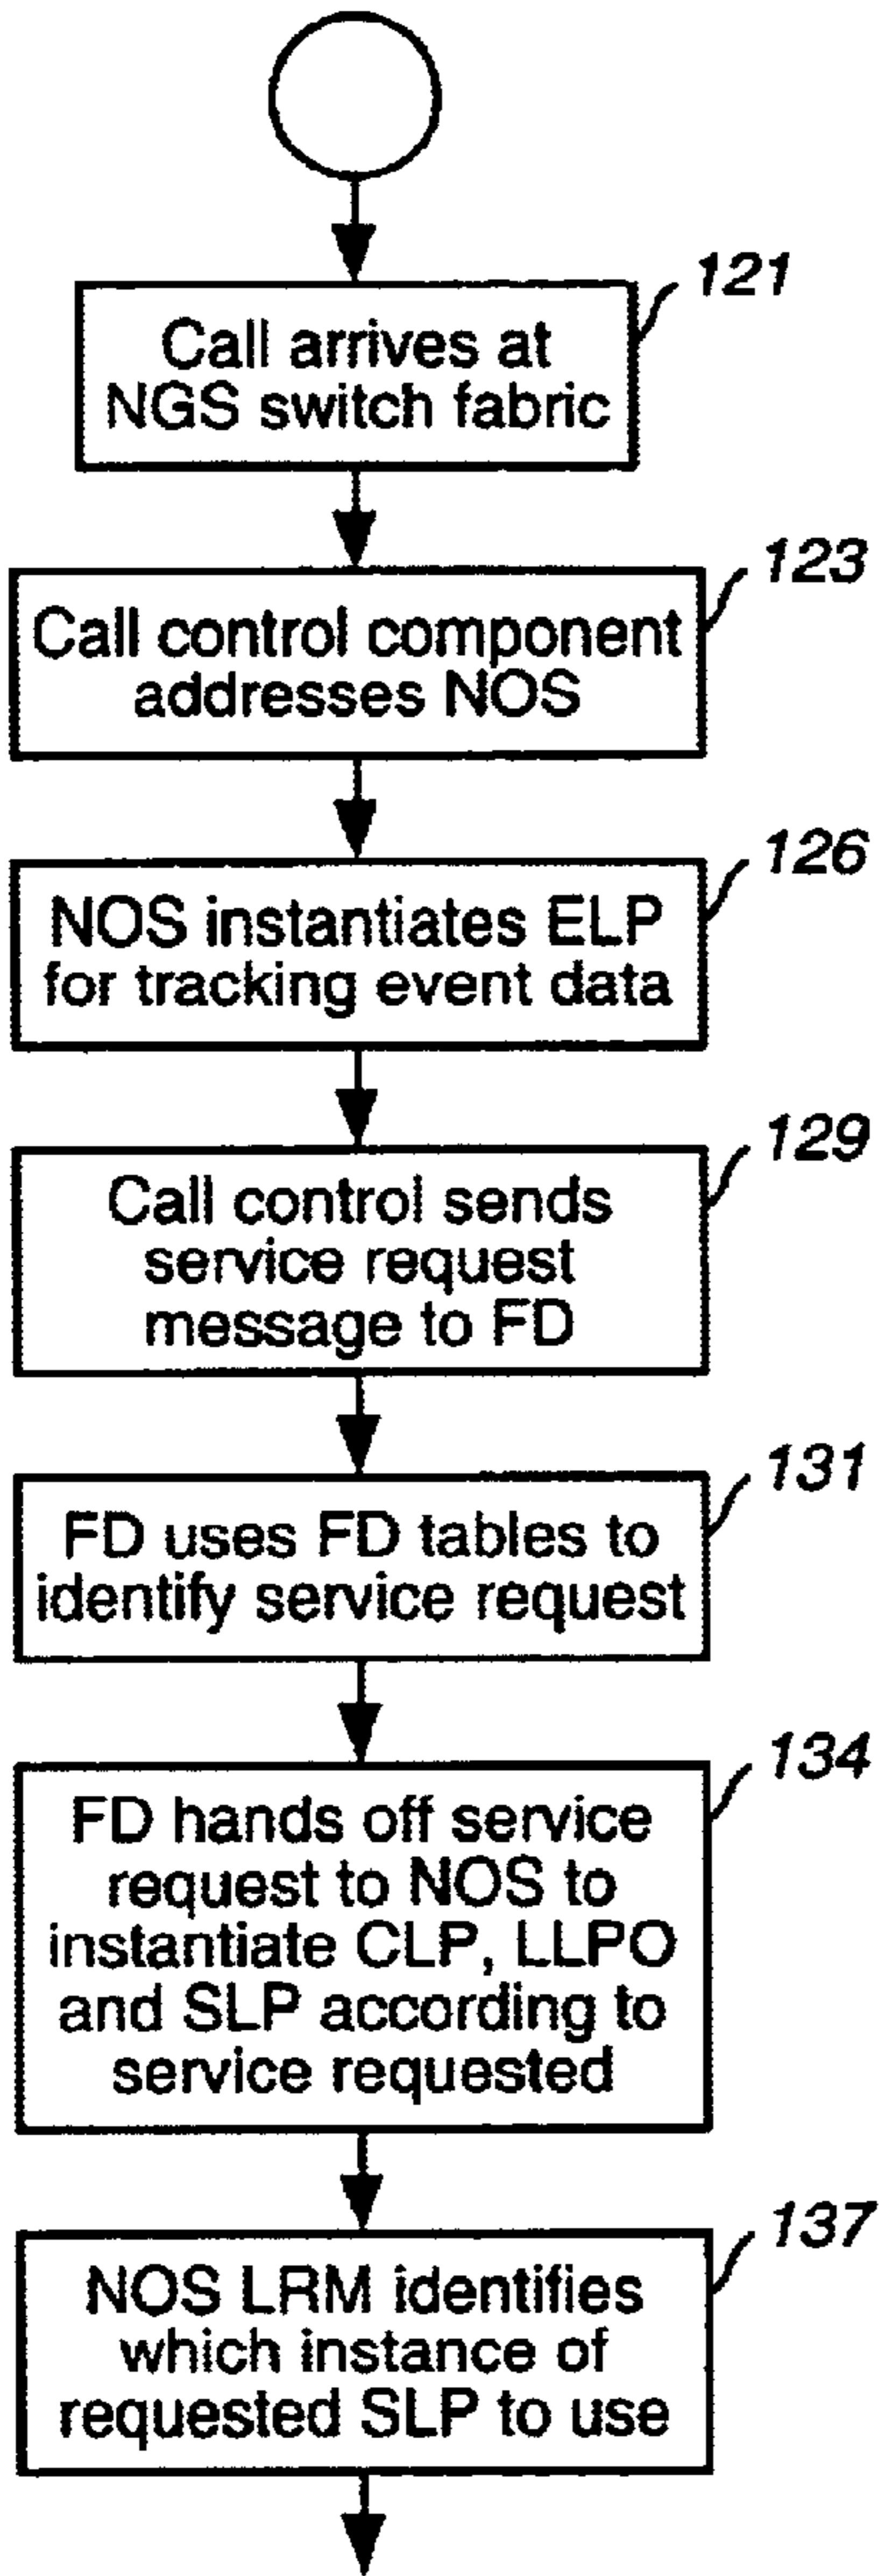 121
Call arrives at
NGS switch fabric
123
Call control component
addresses NOS
126
NOS instantiates ELP
for tracking event data
129
Call control sends
service request
message to FD
131
FD uses FD tables to
identify service request
134
FD hands off service
request to NOS to
instantiate CLP, LLPO
and SLP according to
service requested
137
NOS LRM identifies
which instance of
requested SLP to use